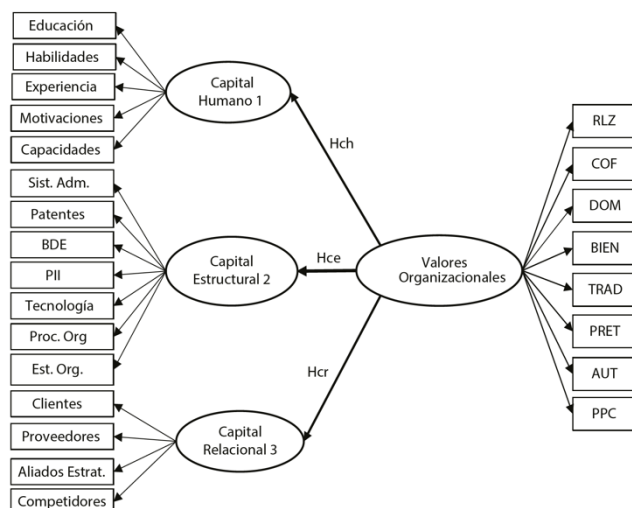 Educación
Habilidades
Experiencia
Motivaciones
Capacidades
Sist. Adm.
Patentes
BDE
PII
Tecnología
Proc. Org
Est. Org.
Clientes
Proveedores
Aliados Estrat.
Competidores
Capital
Humano 1
Capital
Estructural 2
Capital
Relacional 3
Hch
Hce
Hcr
Valores
Organizacionales
RLZ
COF
DOM
BIEN
TRAD
PRET
AUT
PPC